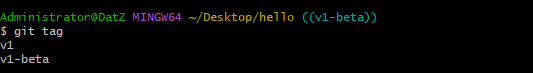 Administrator@DatZ MINGW64 ~/Desktop/hello ((v1-beta))
$ git tag
v1
v1-beta